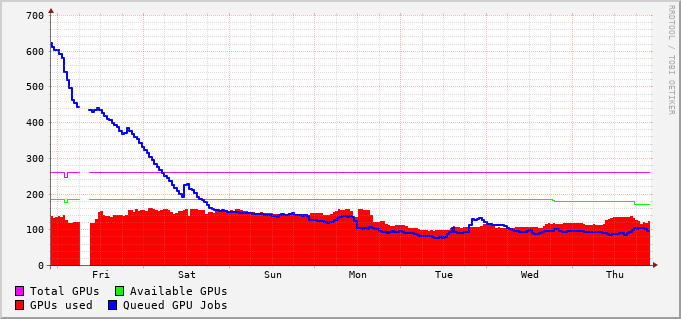 700
600
500
400
300
200
100
0
Fri Sat Sun Mon Tue Wed Thu
Total GPUs Available GPUs
GPUs used Queued GPU Jobs
RRDTOOL / TOBI OETIKER